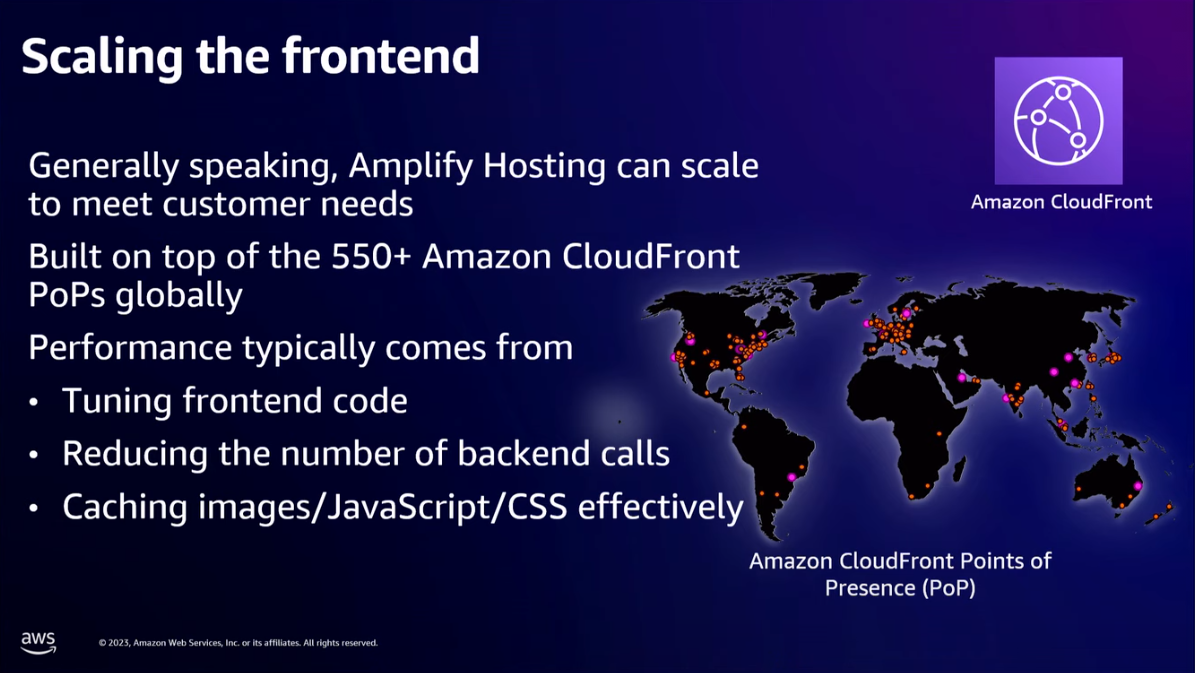 Scaling the frontend
Generally speaking, Amplify Hosting can scale
to meet customer needs
Built on top of the 550+ Amazon CloudFront
PoPs globally
Performance typically comes from
• Tuning frontend code
• Reducing the number of backend calls
• Caching images/JavaScript/CSS effectively
Amazon CloudFront
Amazon CloudFront Points of
Presence (PoP)
aws
© 2023, Amazon Web Services, Inc. or its affiliates. All rights reserved.